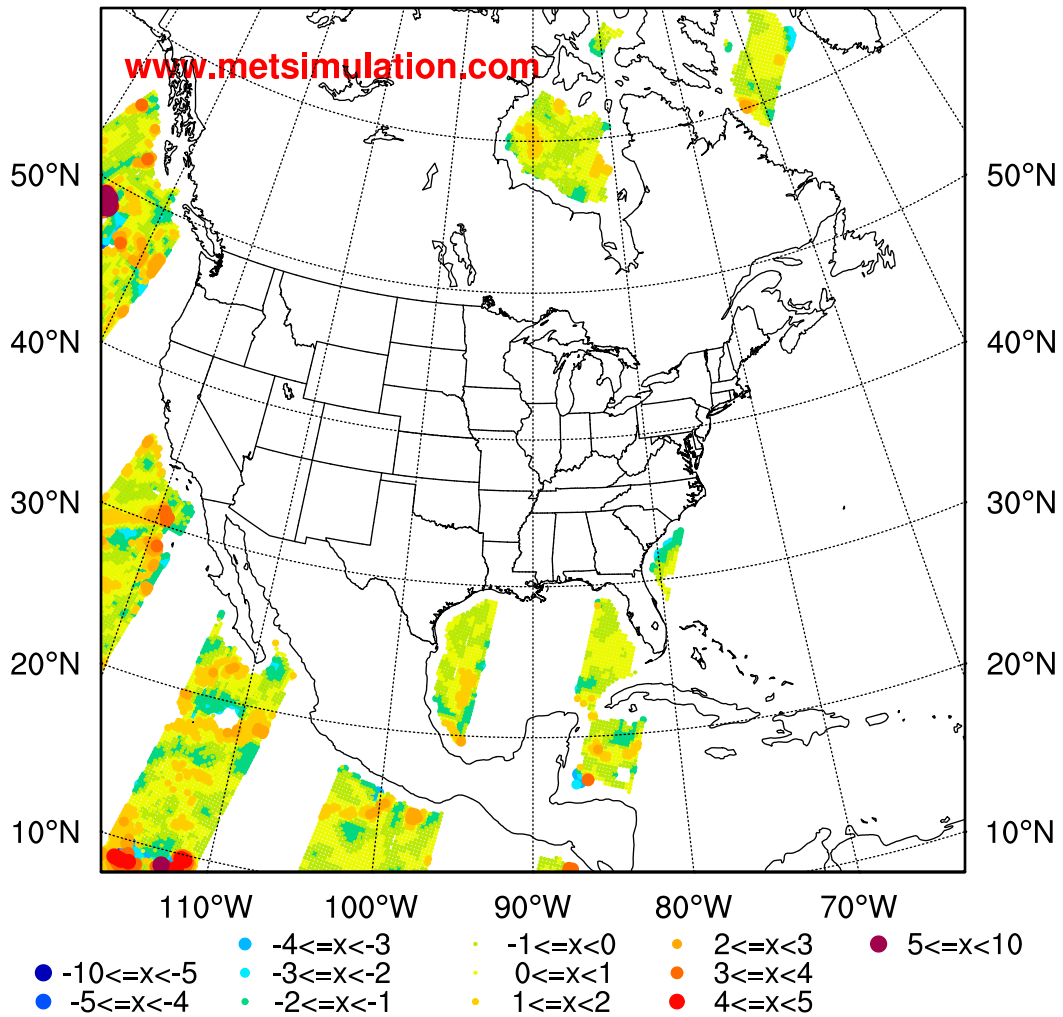 www.metsimulation.com
50°N 50°N
40°N 40°N
30°N 30°N
20°N 20°N
10°N 10°N
110°W 100°W 90°W 80°W 70°W
-4<=x<-3 -1<=x<0 2<=x<3 5<=x<10
-10<=x<-5 -3<=x<-2 0<=x<1 3<=x<4
-5<=x<-4 -2<=x<-1 1<=x<2 4<=x<5